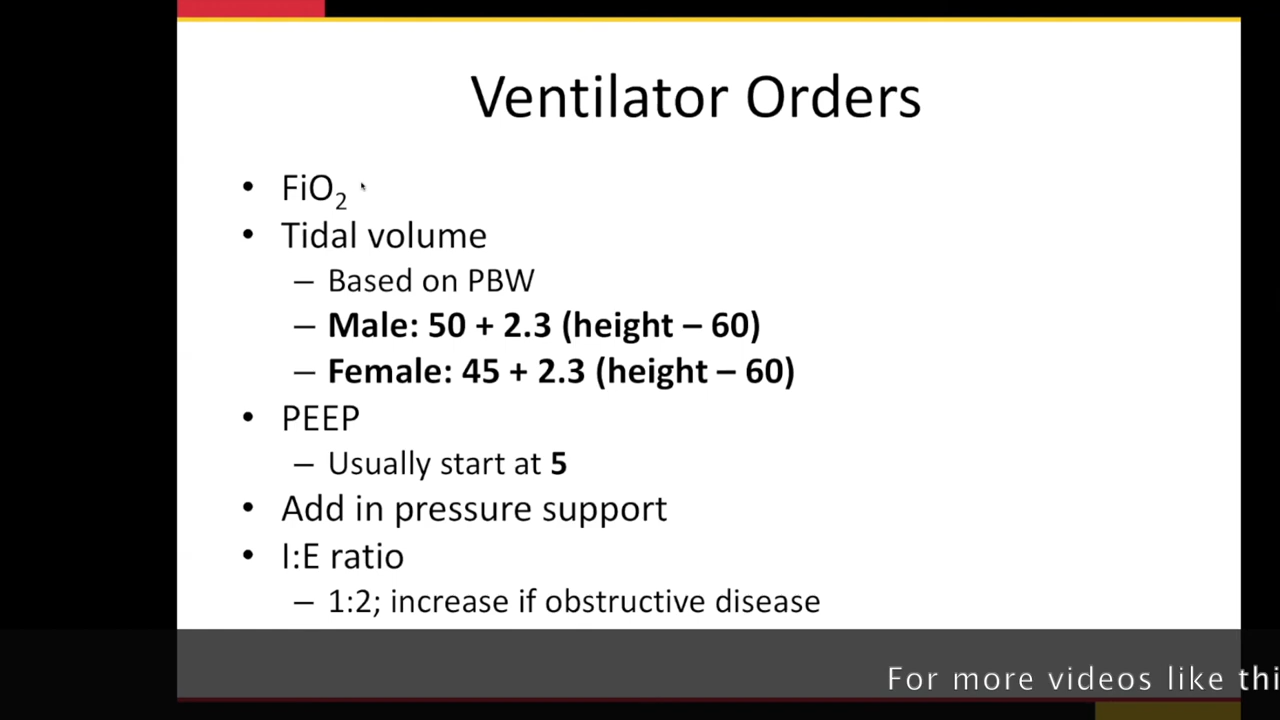 Ventilator Orders
• FiO₂
• Tidal volume
– Based on PBW
– Male: 50 + 2.3 (height – 60)
– Female: 45 + 2.3 (height – 60)
• PEEP
– Usually start at 5
• Add in pressure support
• I:E ratio
– 1:2; increase if obstructive disease
For more videos like thi